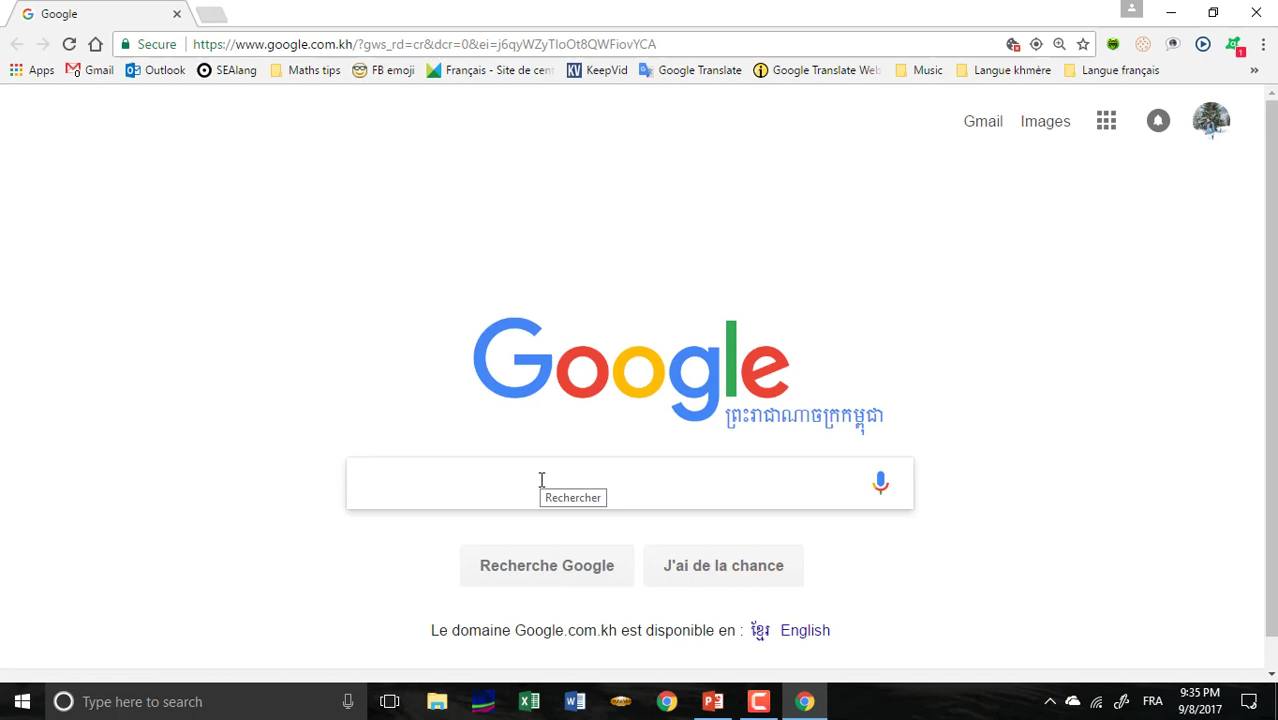 Google
Secure https://www.google.com.kh/?gws_rd=cr&dcr=0&ei=j6qyWZyTIoOt8QWFiovYCA
1
Apps Gmail Outlook SEAlang Maths tips FB emoji Français - Site de cent KV KeepVid Google Translate Google Translate Web Music Langue khmère Langue français
Gmail Images
Google
ព្រះរាជាណាចក្រកម្ពុជា
Rechercher
Recherche Google J'ai de la chance
Le domaine Google.com.kh est disponible en : ខ្មែរ English
Type here to search FRA 9:35 PM
9/8/2017